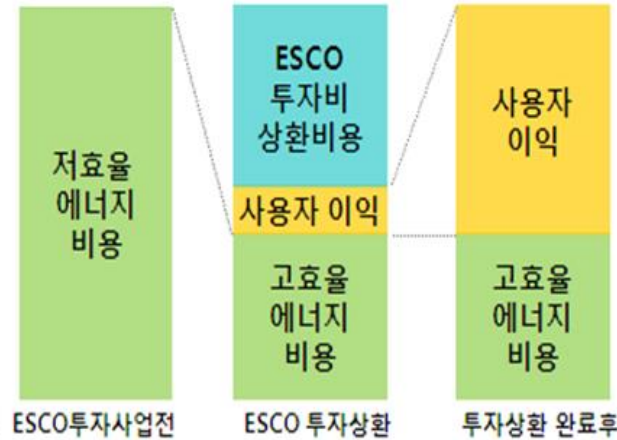 저효율
에너지
비용
ESCO
투자비
상환비용
사용자 이익
고효율
에너지
비용
사용자
이익
고효율
에너지
비용
ESCO투자사업전
ESCO 투자상환
투자상환 완료후